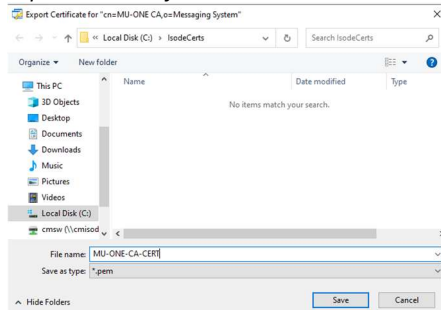 Export Certificate for "cn=MU-ONE CA,o=Messaging System"
« Local Disk (C:) › IsodeCerts
Search IsodeCerts
Organize
New folder
Name
Date modified
Type
No items match your search.
This PC
3D Objects
Desktop
Documents
Downloads
Music
Pictures
Videos
Local Disk (C:)
cmsw (\\cmisod
File name: MU-ONE-CA-CERT
Save as type: *.pem
Hide Folders
Save
Cancel